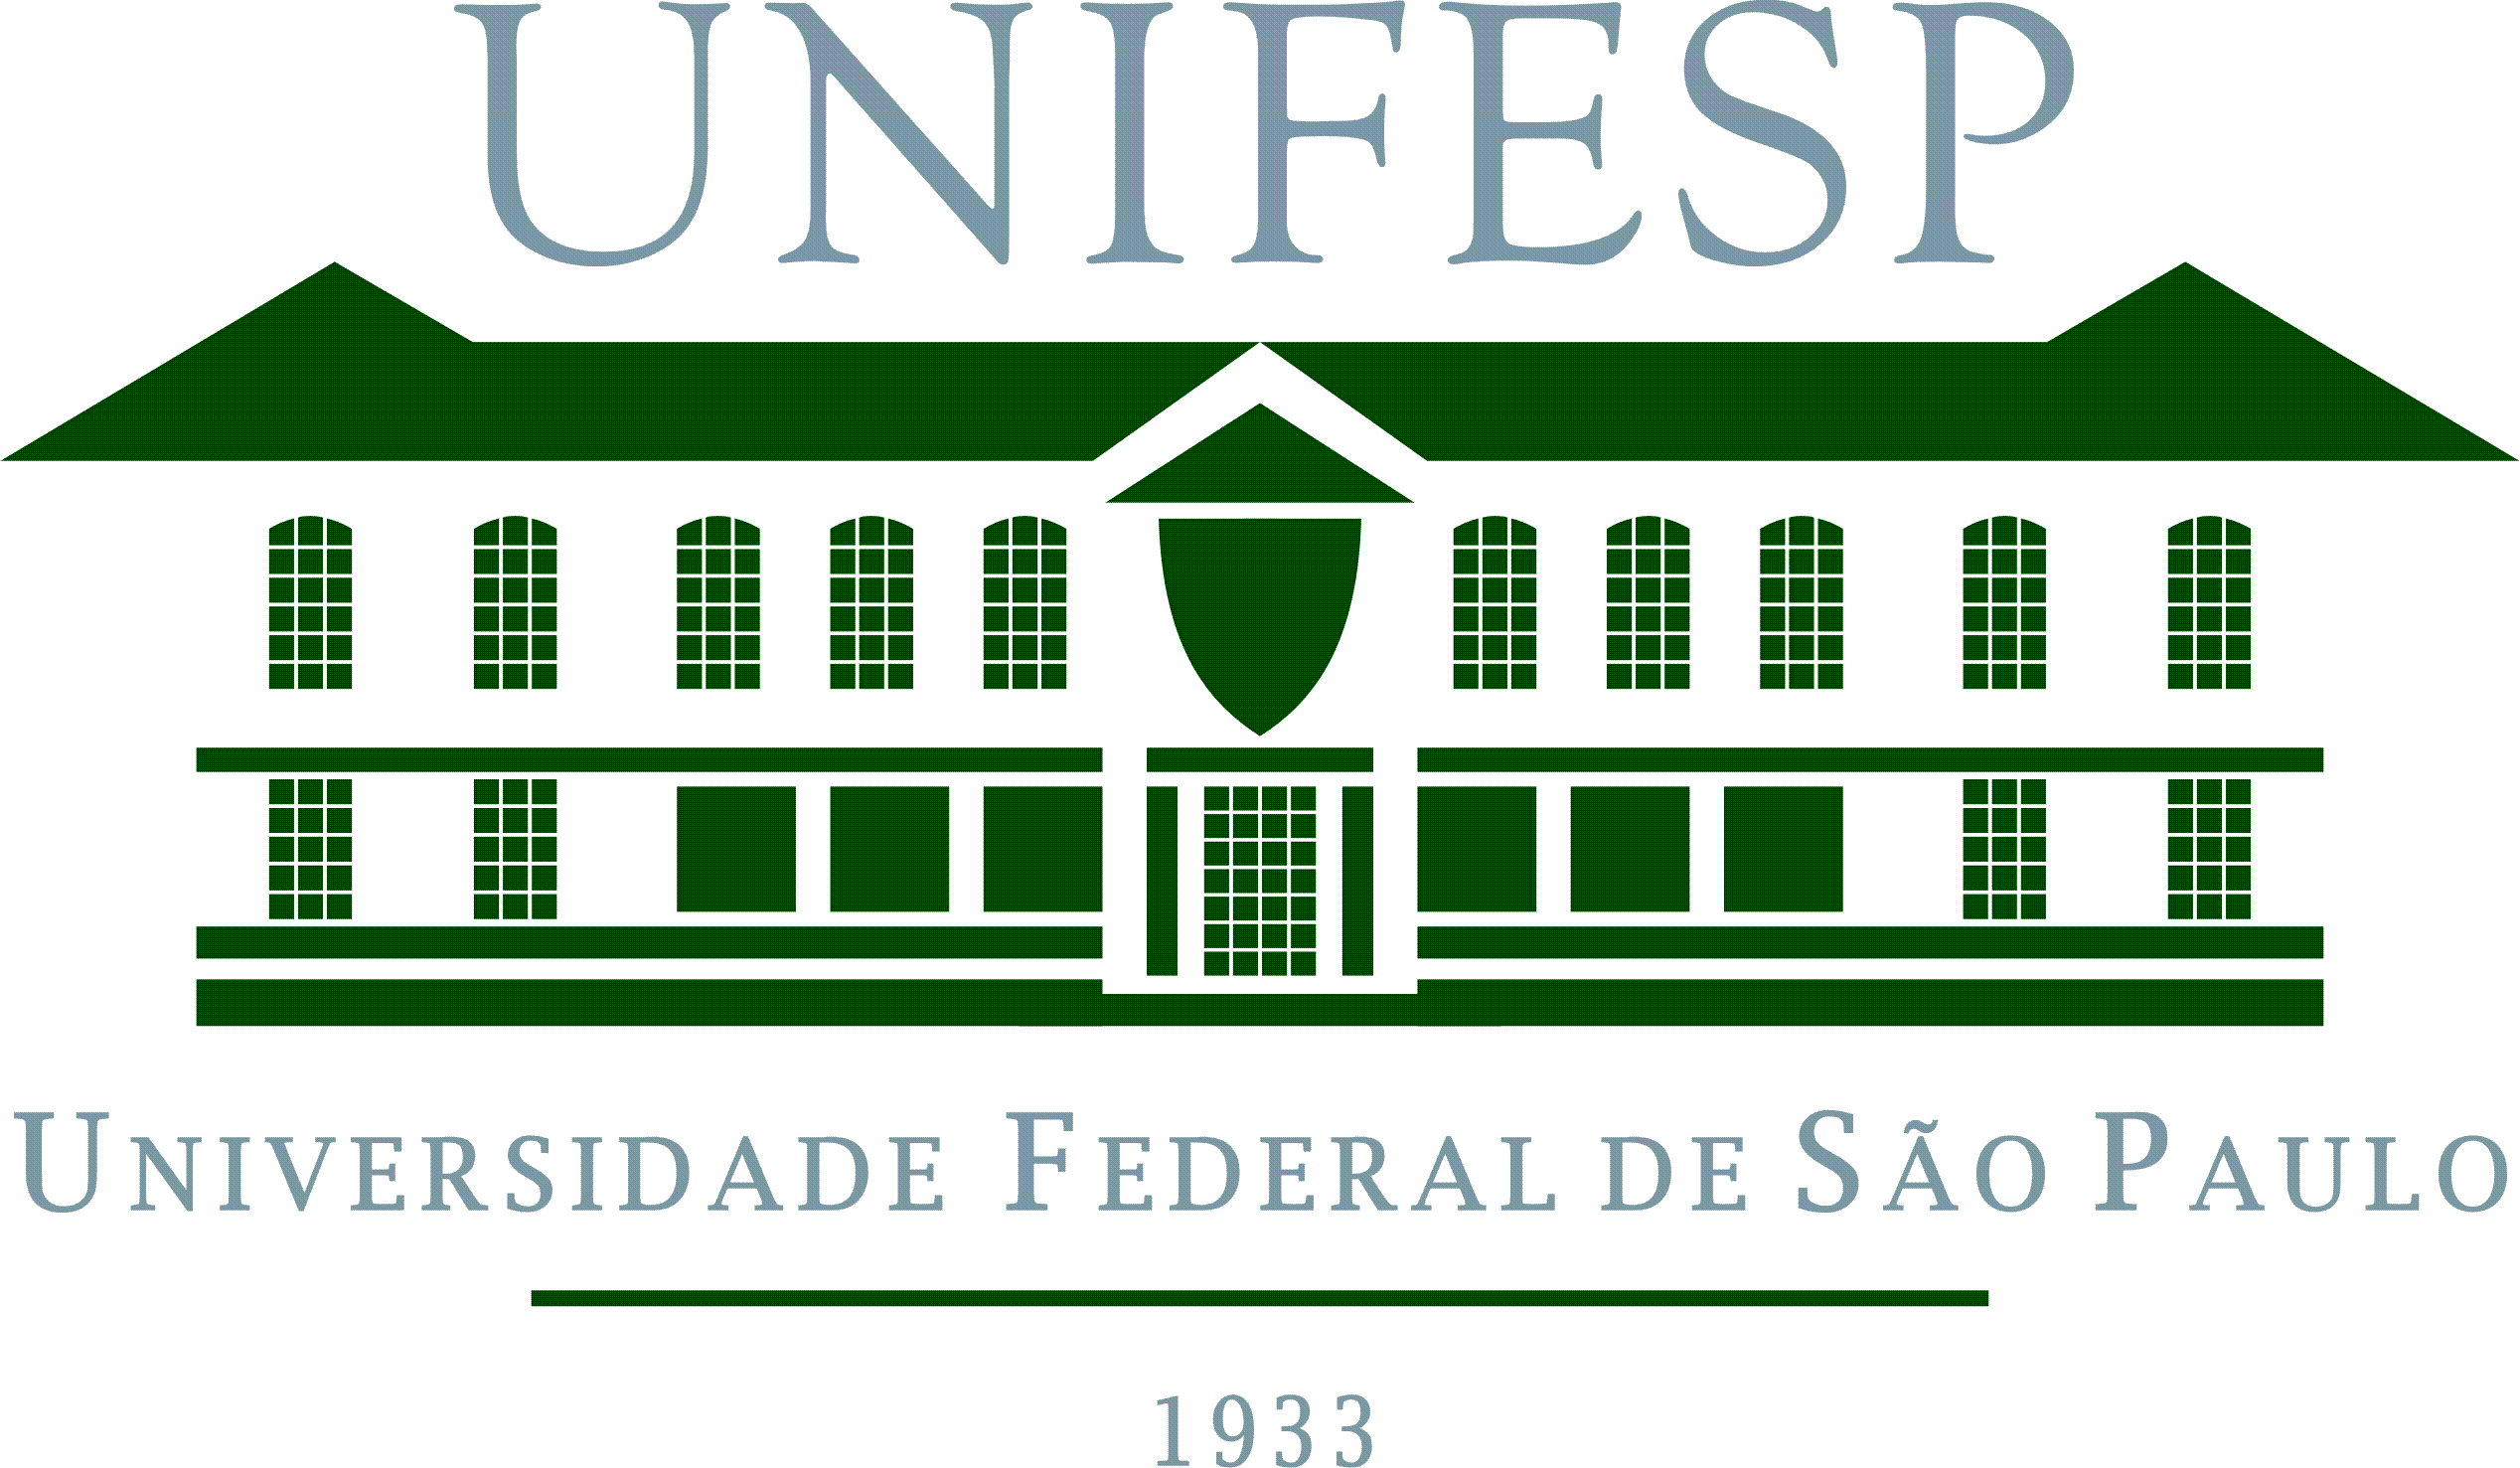 UNIFESP
UNIVERSIDADE FEDERAL DE SÃO PAULO
1933